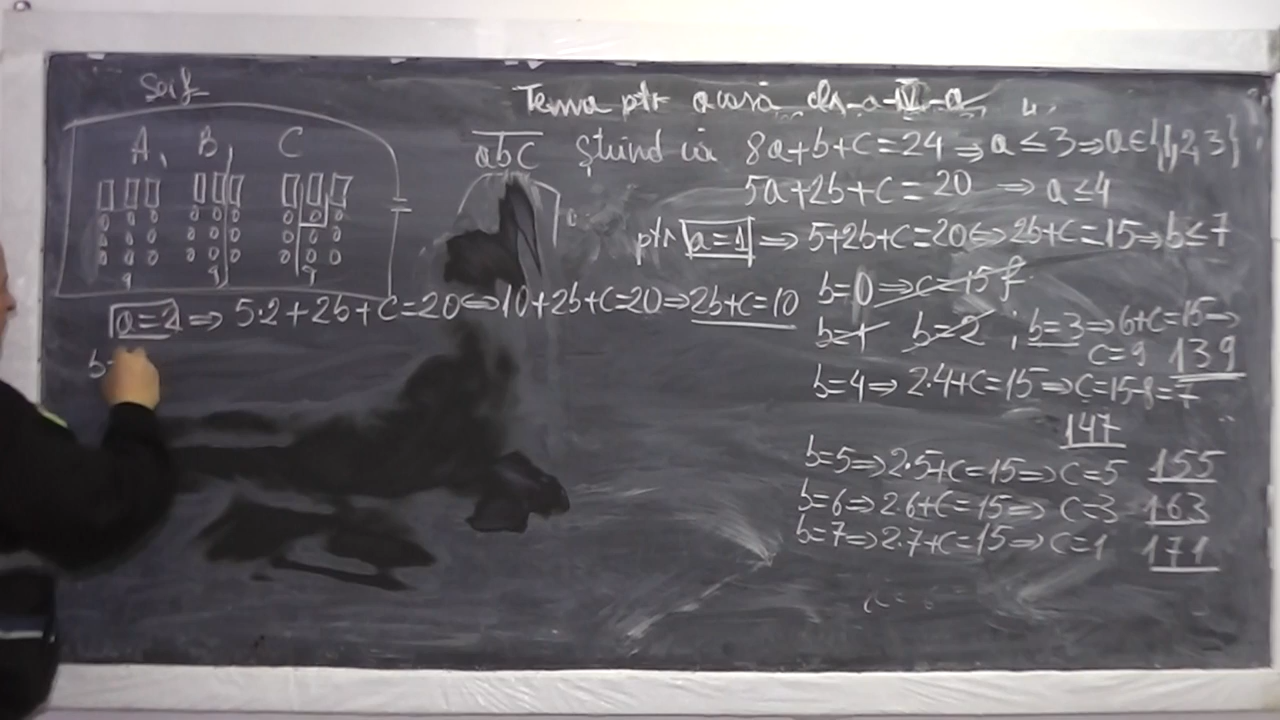 Seif
A, B, C
Tema ptr acasă cls. a-IV-a
abc Știind că 8a+b+c=24 ⇒ a≤3 ⇒ a∈{1,2,3}
5a+2b+c=20 ⇒ a≤4
ptr a=1 ⇒ 5+2b+c=20 ⇔ 2b+c=15 ⇒ b≤7
b=0 ⇒ c=15 f
b=1 b=2 ; b=3 ⇒ 6+c=15 ⇒
c=9 139
b=4 ⇒ 2·4+c=15 ⇒ c=15-8=7
147
b=5 ⇒ 2·5+c=15 ⇒ c=5 155
b=6 ⇒ 2·6+c=15 ⇒ c=3 163
b=7 ⇒ 2·7+c=15 ⇒ c=1 171
a=2 ⇒ 5·2+2b+c=20 ⇔ 10+2b+c=20 ⇒ 2b+c=10
b=